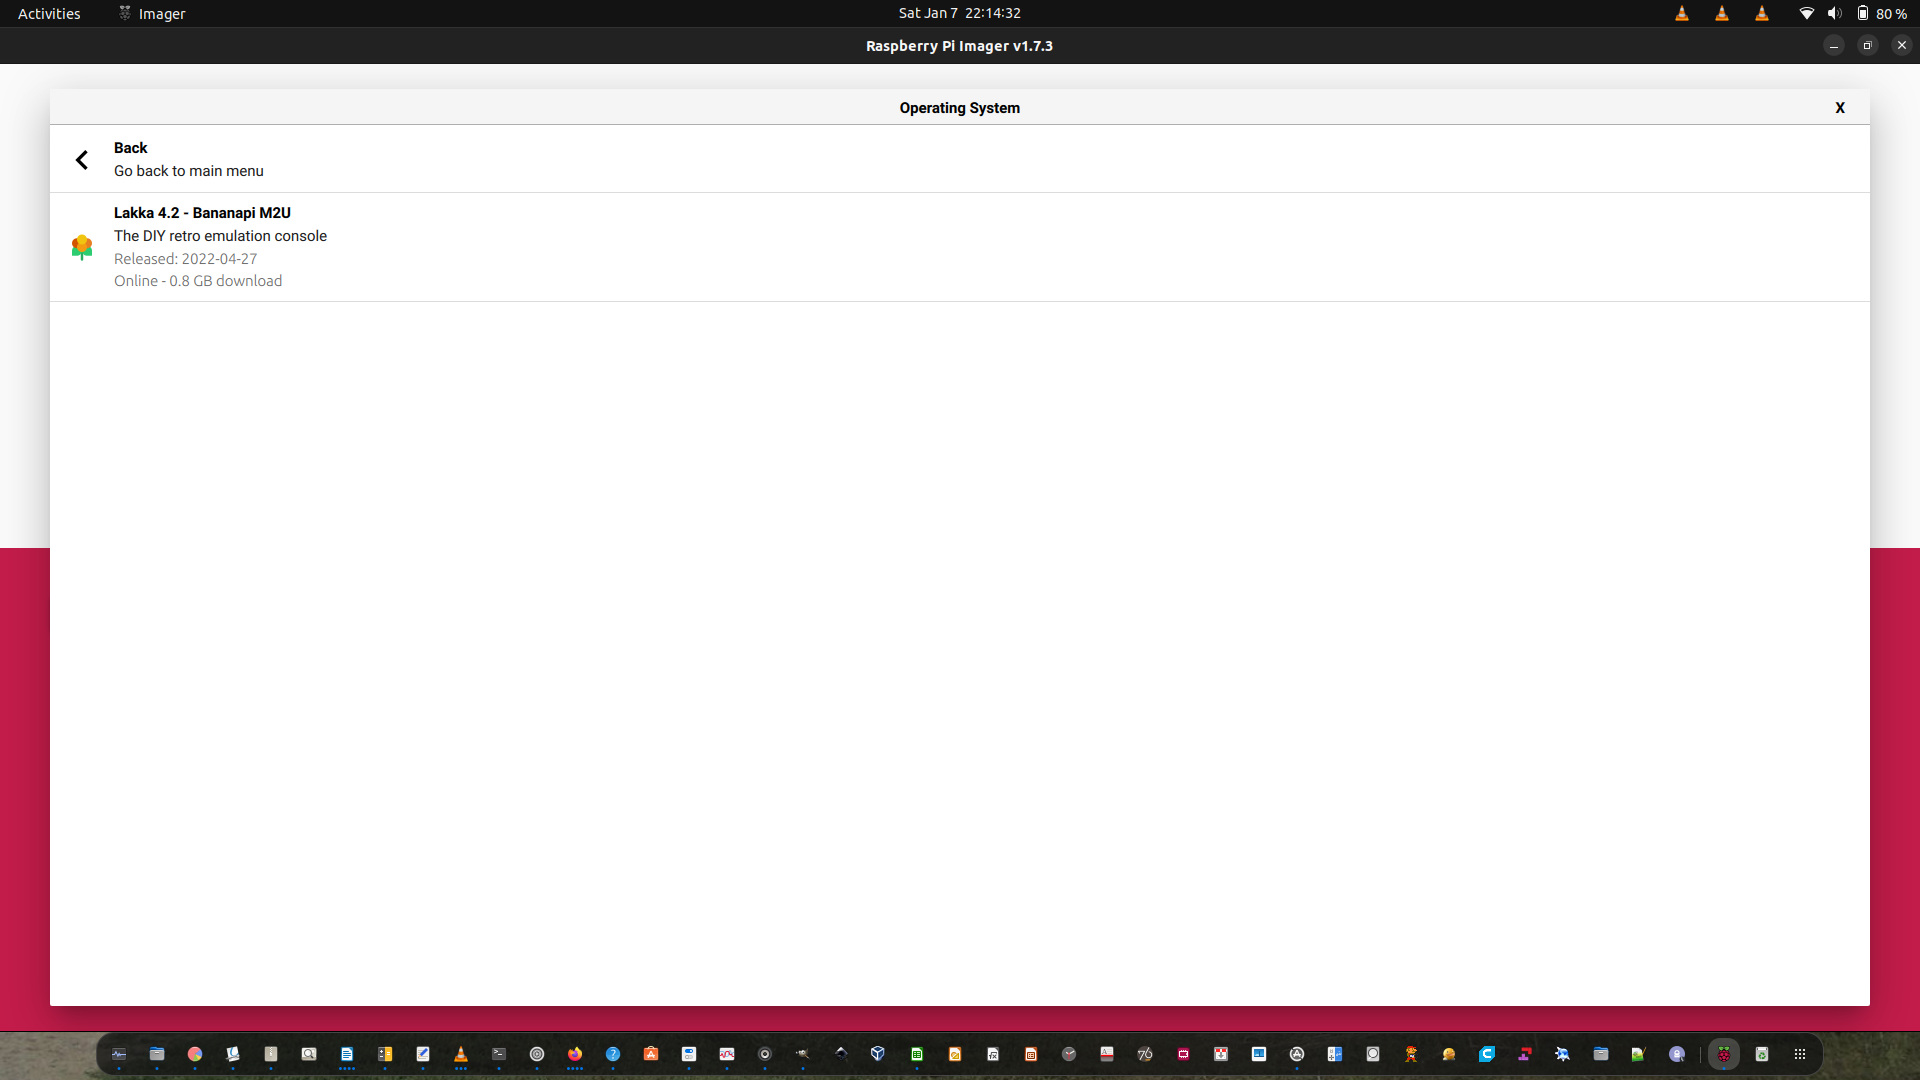 Activities
Imager
Sat Jan 7 22:14:32
80 %
Raspberry Pi Imager v1.7.3
Operating System
X
Back
Go back to main menu
Lakka 4.2 - Bananapi M2U
The DIY retro emulation console
Released: 2022-04-27
Online - 0.8 GB download